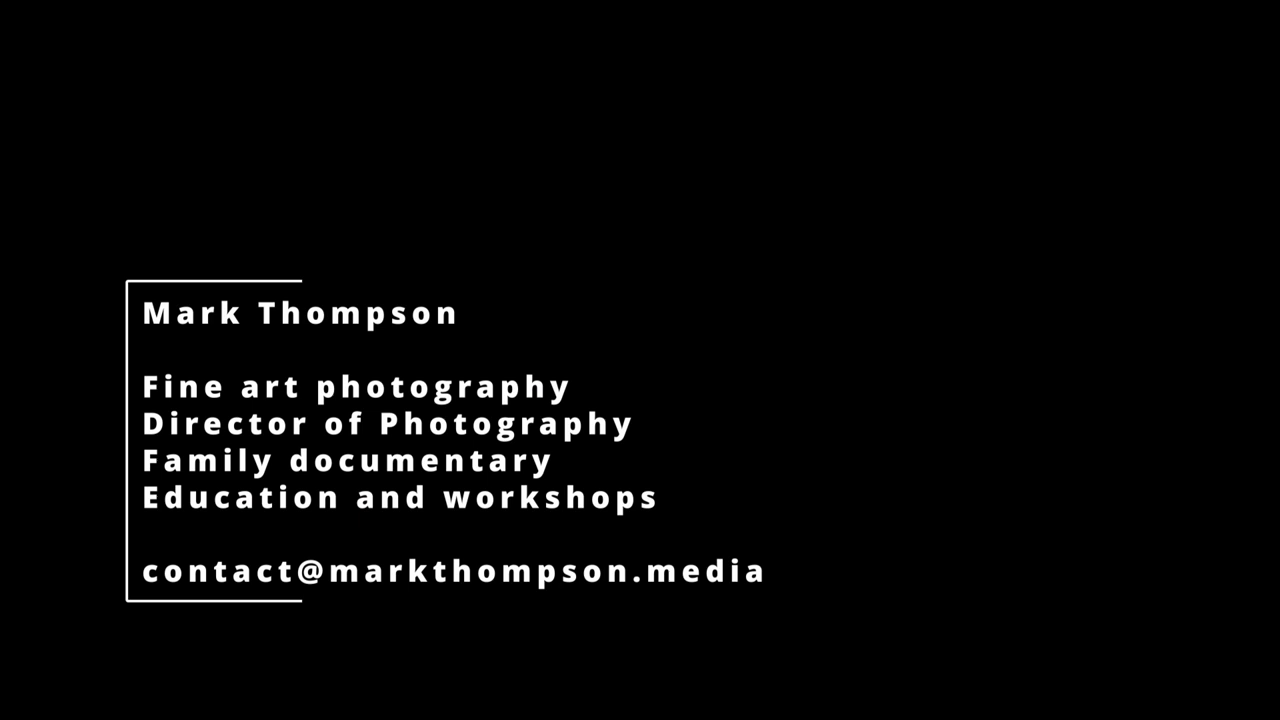 Mark Thompson
Fine art photography
Director of Photography
Family documentary
Education and workshops
contact@markthompson.media